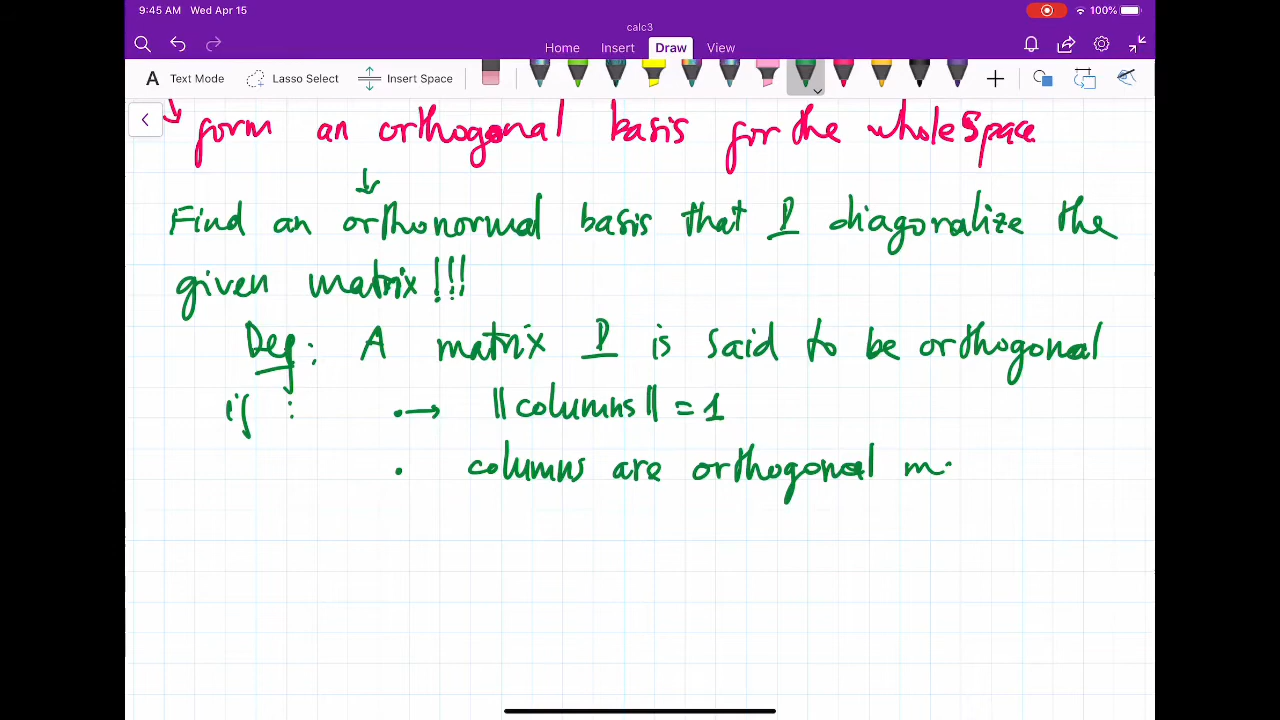 9:45 AM Wed Apr 15
100%
calc3
Home Insert Draw View
A Text Mode Lasso Select Insert Space
form an orthogonal basis for the whole Space
Find an orthonormal basis that P diagonalize the
given matrix!!!
Def: A matrix P is said to be orthogonal
if : . → ||columns|| = 1
. columns are orthogonal m